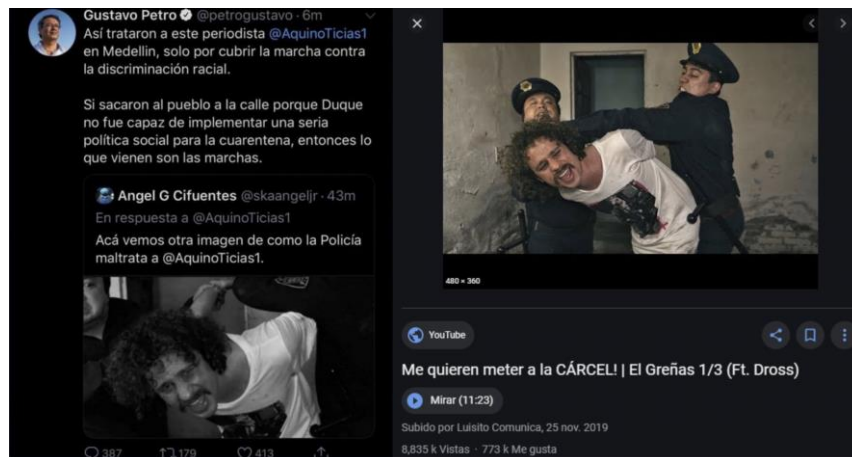 Gustavo Petro @petrogustavo · 6m
Así trataron a este periodista @AquinoTicias1
en Medellin, solo por cubrir la marcha contra
la discriminación racial.
Si sacaron al pueblo a la calle porque Duque
no fue capaz de implementar una seria
política social para la cuarentena, entonces lo
que vienen son las marchas.
Angel G Cifuentes @skaangeljr · 43m
En respuesta a @AquinoTicias1
Acá vemos otra imagen de como la Policía
maltrata a @AquinoTicias1.
387 179 413
480 × 360
YouTube
Me quieren meter a la CÁRCEL! | El Greñas 1/3 (Ft. Dross)
Mirar (11:23)
Subido por Luisito Comunica, 25 nov. 2019
8,835 k Vistas · 773 k Me gusta